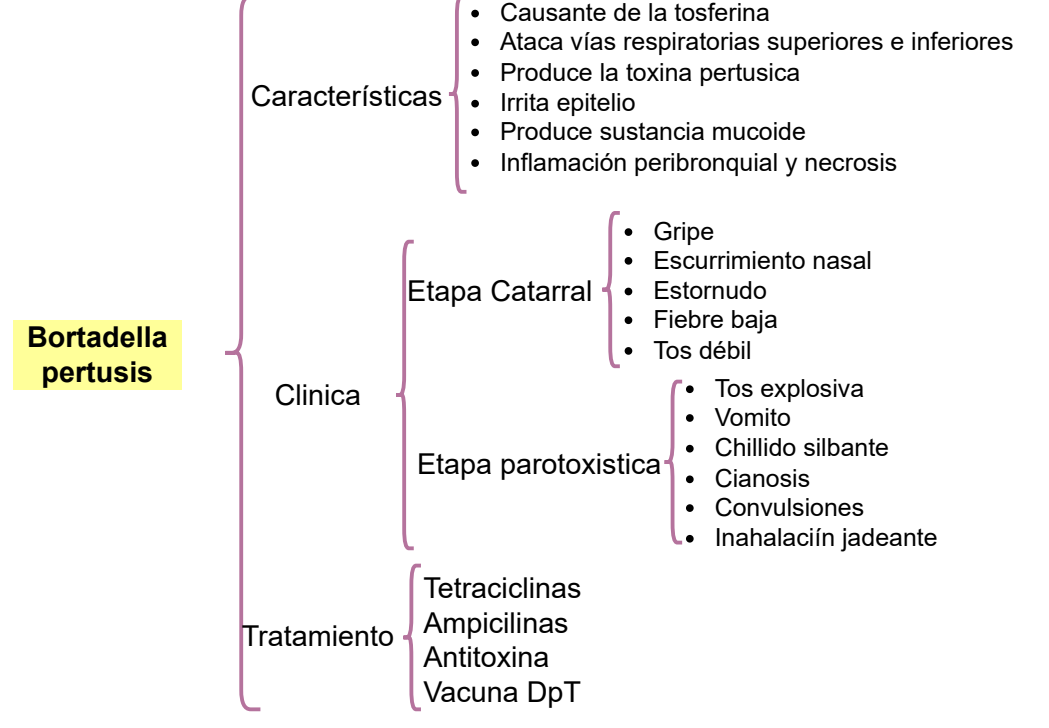 Bortadella
pertusis
Características
Causante de la tosferina
Ataca vías respiratorias superiores e inferiores
Produce la toxina pertusica
Irrita epitelio
Produce sustancia mucoide
Inflamación peribronquial y necrosis
Clinica
Etapa Catarral
Gripe
Escurrimiento nasal
Estornudo
Fiebre baja
Tos débil
Etapa parotoxistica
Tos explosiva
Vomito
Chillido silbante
Cianosis
Convulsiones
Inahalaciín jadeante
Tratamiento
Tetraciclinas
Ampicilinas
Antitoxina
Vacuna DpT